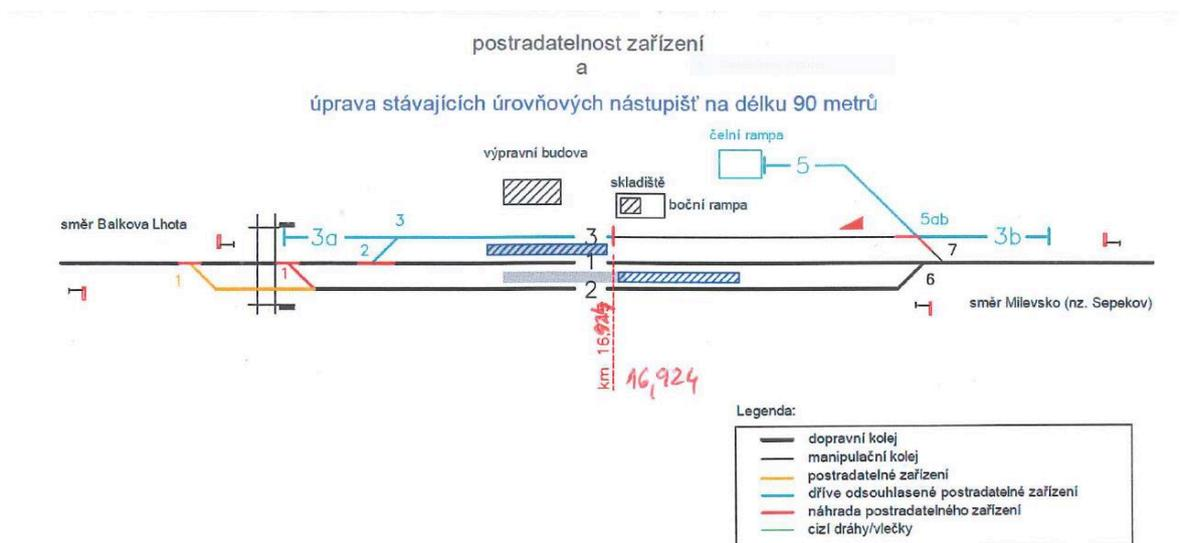 postradatelnost zařízení
a
úprava stávajících úrovňových nástupišť na délku 90 metrů
čelní rampa
výpravní budova
5
skladiště
boční rampa
směr Balkova Lhota
3
5ab
3a
2
3
3b
1
1
1
7
2
6
směr Milevsko (nz. Sepekov)
km 16,924
16,924
Legenda:
dopravní kolej
manipulační kolej
postradatelné zařízení
dříve odsouhlasené postradatelné zařízení
náhrada postradatelného zařízení
cizí dráhy/vlečky